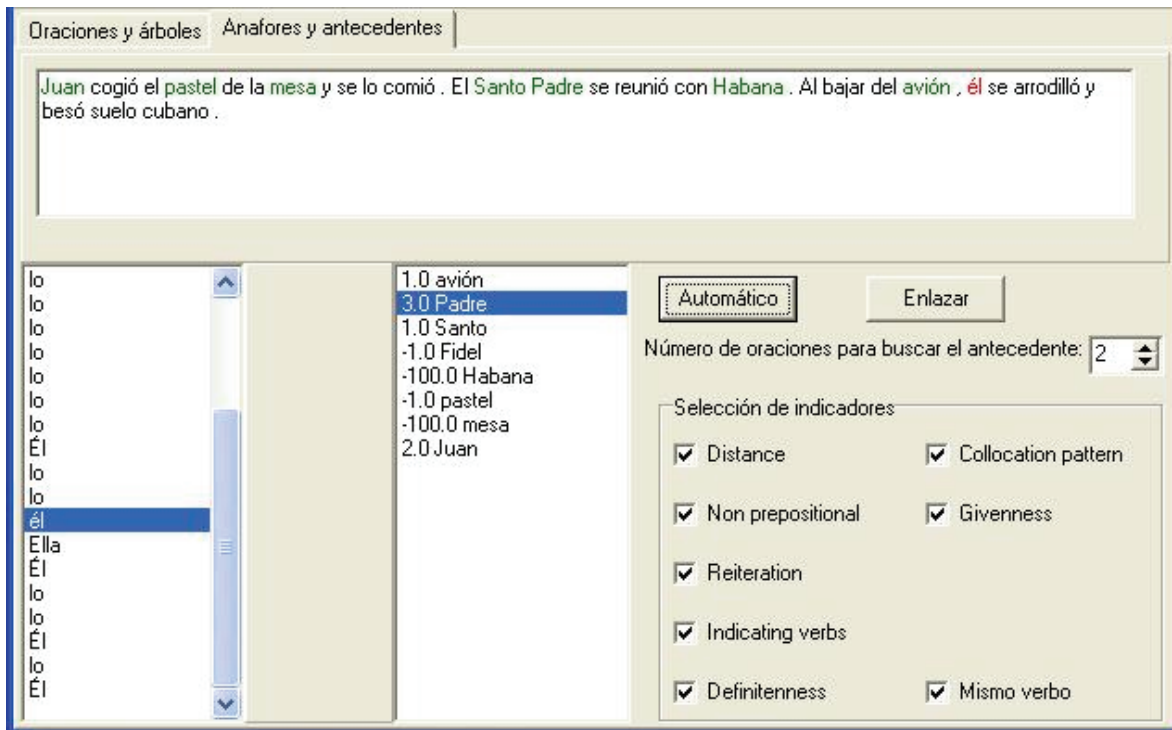 Oraciones y árboles Anafores y antecedentes
Juan cogió el pastel de la mesa y se lo comió . El Santo Padre se reunió con Habana . Al bajar del avión , él se arrodilló y
besó suelo cubano .
lo
lo
lo
lo
lo
lo
lo
Él
lo
lo
él
Ella
Él
lo
lo
Él
lo
Él
1.0 avión
3.0 Padre
1.0 Santo
-1.0 Fidel
-100.0 Habana
-1.0 pastel
-100.0 mesa
2.0 Juan
Automático Enlazar
Número de oraciones para buscar el antecedente: 2
Selección de indicadores
Distance Collocation pattern
Non prepositional Givenness
Reiteration
Indicating verbs
Definitenness Mismo verbo